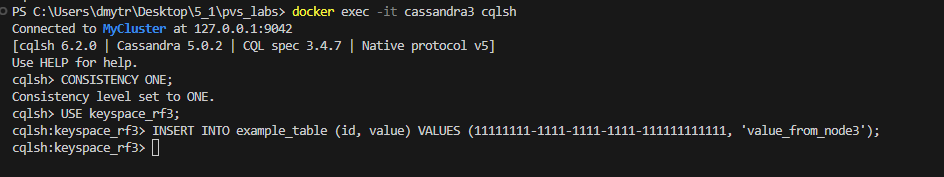 PS C:\Users\dmytr\Desktop\5_1\pvs_labs> docker exec -it cassandra3 cqlsh
Connected to MyCluster at 127.0.0.1:9042
[cqlsh 6.2.0 | Cassandra 5.0.2 | CQL spec 3.4.7 | Native protocol v5]
Use HELP for help.
cqlsh> CONSISTENCY ONE;
Consistency level set to ONE.
cqlsh> USE keyspace_rf3;
cqlsh:keyspace_rf3> INSERT INTO example_table (id, value) VALUES (11111111-1111-1111-1111-111111111111, 'value_from_node3');
cqlsh:keyspace_rf3>